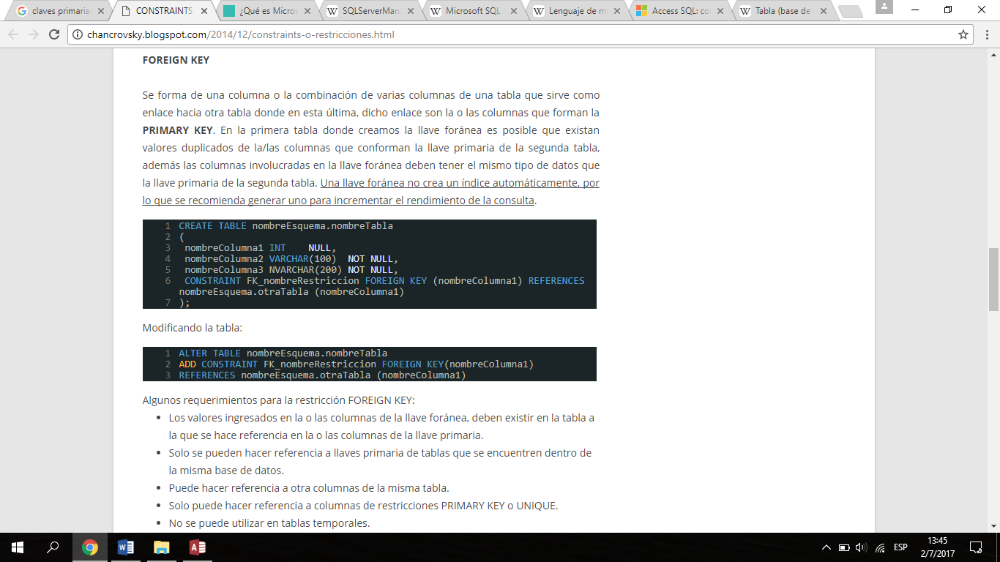 claves primaria
CONSTRAINTS
¿Qué es Micros
SQLServerMan
Microsoft SQL
Lenguaje de ma
Access SQL: co
Tabla (base de
chancrovsky.blogspot.com/2014/12/constraints-o-restricciones.html
FOREIGN KEY
Se forma de una columna o la combinación de varias columnas de una tabla que sirve como
enlace hacia otra tabla donde en esta última, dicho enlace son la o las columnas que forman la
PRIMARY KEY. En la primera tabla donde creamos la llave foránea es posible que existan
valores duplicados de la/las columnas que conforman la llave primaria de la segunda tabla,
además las columnas involucradas en la llave foránea deben tener el mismo tipo de datos que
la llave primaria de la segunda tabla. Una llave foránea no crea un índice automáticamente, por
lo que se recomienda generar uno para incrementar el rendimiento de la consulta.
1 CREATE TABLE nombreEsquema.nombreTabla
2 (
3 nombreColumna1 INT NULL,
4 nombreColumna2 VARCHAR(100) NOT NULL,
5 nombreColumna3 NVARCHAR(200) NOT NULL,
6 CONSTRAINT FK_nombreRestriccion FOREIGN KEY (nombreColumna1) REFERENCES
nombreEsquema.otraTabla (nombreColumna1)
7 );
Modificando la tabla:
1 ALTER TABLE nombreEsquema.nombreTabla
2 ADD CONSTRAINT FK_nombreRestriccion FOREIGN KEY(nombreColumna1)
3 REFERENCES nombreEsquema.otraTabla (nombreColumna1)
Algunos requerimientos para la restricción FOREIGN KEY:
• Los valores ingresados en la o las columnas de la llave foránea, deben existir en la tabla a
la que se hace referencia en la o las columnas de la llave primaria.
• Solo se pueden hacer referencia a llaves primaria de tablas que se encuentren dentro de
la misma base de datos.
• Puede hacer referencia a otra columnas de la misma tabla.
• Solo puede hacer referencia a columnas de restricciones PRIMARY KEY o UNIQUE.
• No se puede utilizar en tablas temporales.
ESP
13:45
2/7/2017